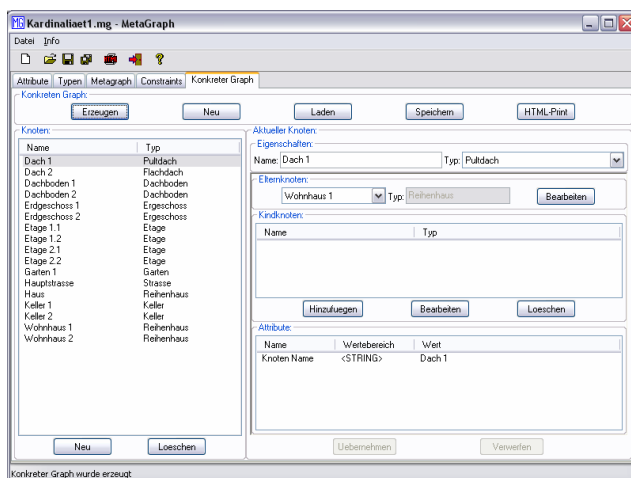 MG Kardinaliaet1.mg - MetaGraph
Datei Info
Attribute Typen Metagraph Constraints Konkreter Graph
Konkreten Graph:
Erzeugen Neu Laden Speichern HTML-Print
Knoten:
Name Typ
Dach 1 Pultdach
Dach 2 Flachdach
Dachboden 1 Dachboden
Dachboden 2 Dachboden
Erdgeschoss 1 Ergeschoss
Erdgeschoss 2 Ergeschoss
Etage 1.1 Etage
Etage 1.2 Etage
Etage 2.1 Etage
Etage 2.2 Etage
Garten 1 Garten
Hauptstrasse Strasse
Haus Reihenhaus
Keller 1 Keller
Keller 2 Keller
Wohnhaus 1 Reihenhaus
Wohnhaus 2 Reihenhaus
Neu Loeschen
Aktueller Knoten:
Eigenschaften:
Name: Dach 1 Typ: Pultdach
Elternknoten:
Wohnhaus 1 Typ: Reihenhaus Bearbeiten
Kindknoten:
Name Typ
Hinzufuegen Bearbeiten Loeschen
Attribute:
Name Wertebereich Wert
Knoten Name <STRING> Dach 1
Uebernehmen Verwerfen
Konkreter Graph wurde erzeugt